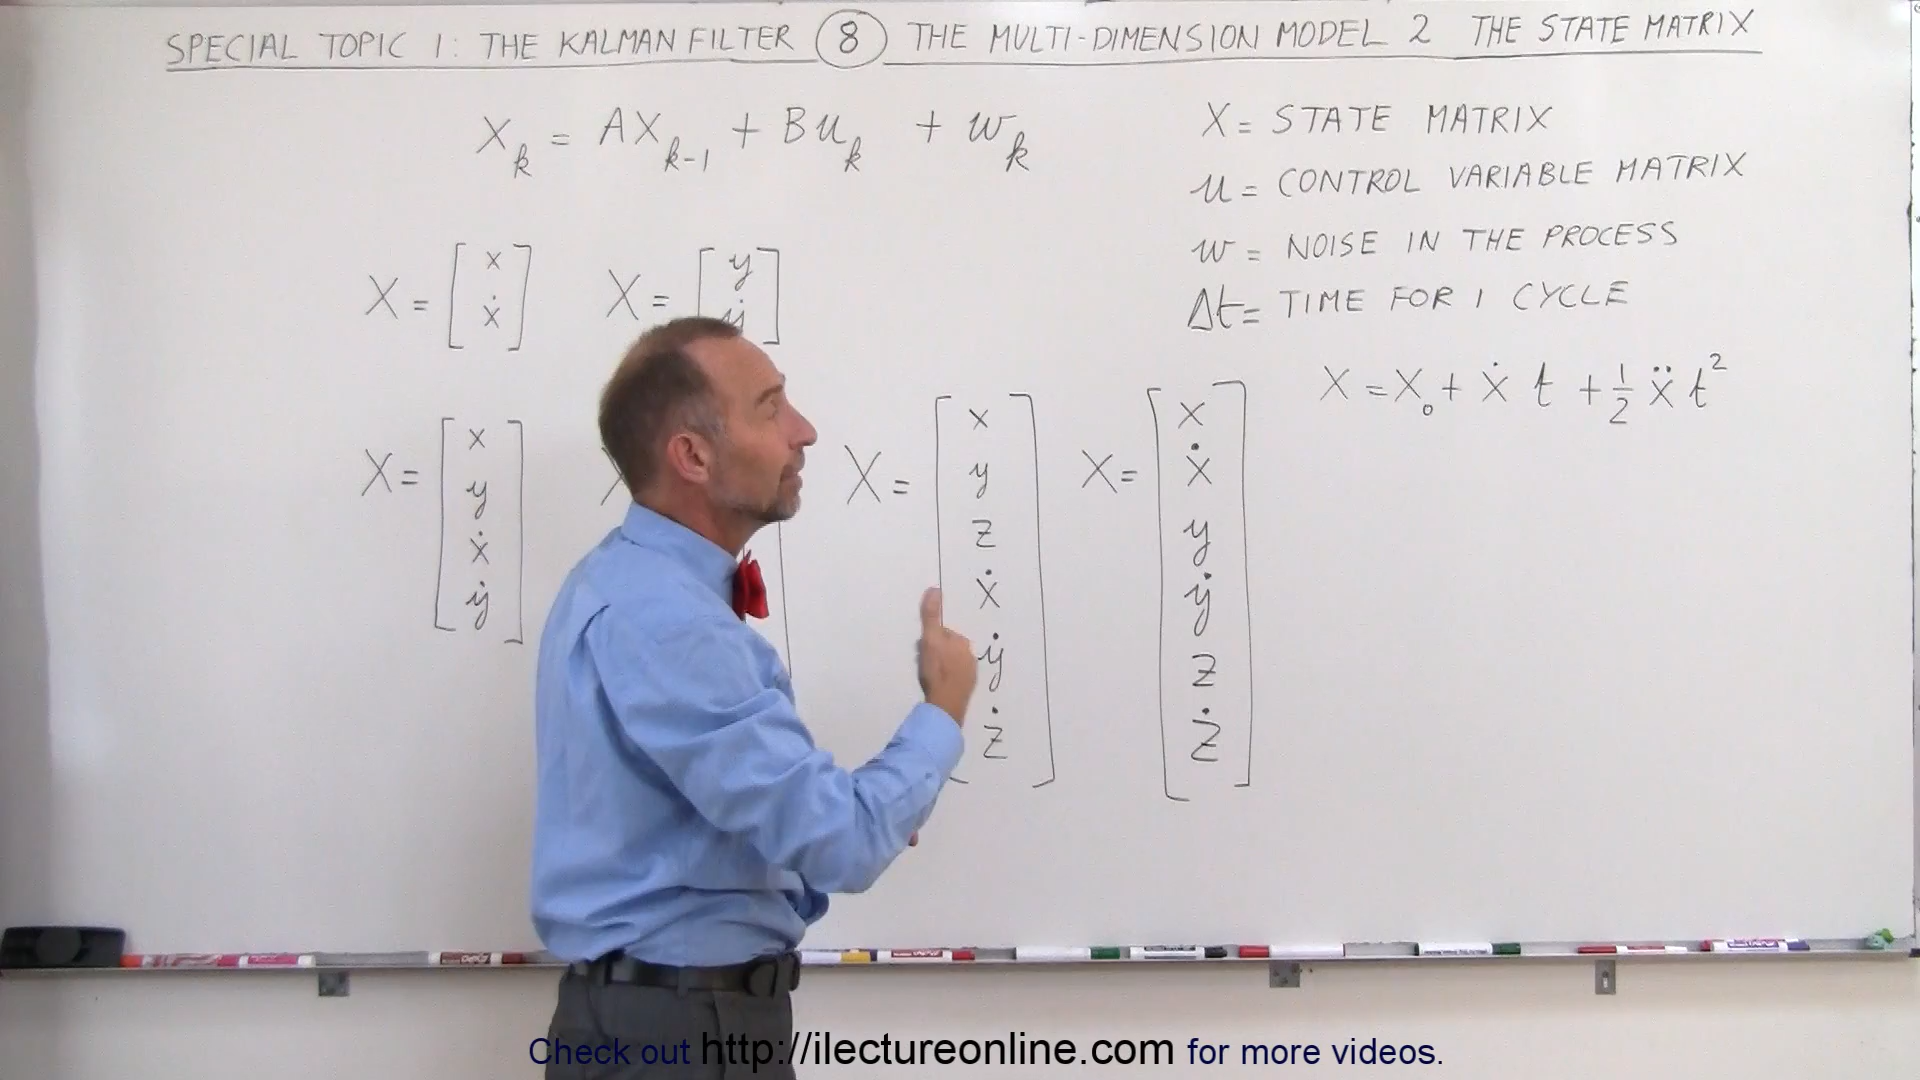 SPECIAL TOPIC 1: THE KALMAN FILTER (8) THE MULTI-DIMENSION MODEL 2 THE STATE MATRIX
X_k = AX_{k-1} + Bu_k + w_k
X = STATE MATRIX
u = CONTROL VARIABLE MATRIX
w = NOISE IN THE PROCESS
Δt = TIME FOR 1 CYCLE
X = [x ẋ]
X = [y ẏ]
X = X₀ + ẋ t + ½ ẍ t²
X = [x y ẋ ẏ]
X = [x y z ẋ ẏ ż]
X = [x ẋ y ẏ z ż]
Check out http://ilectureonline.com for more videos.